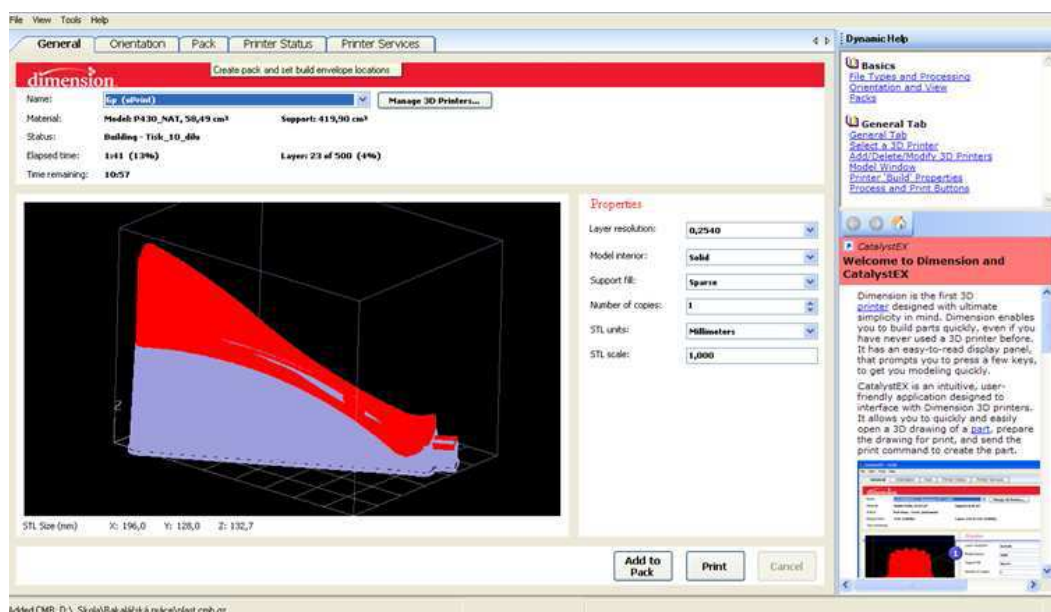 File View Tools Help
General Orientation Pack Printer Status Printer Services
Create pack and set build envelope locations
dimension
Name: Gp (uPrint) Manage 3D Printers...
Material: Model: P430_NAT, 58,49 cm³ Support: 419,90 cm³
Status: Building - Tisk_10_dilu
Elapsed time: 1:41 (13%) Layer: 23 of 500 (4%)
Time remaining: 10:57
Z
Properties
Layer resolution: 0,2540
Model interior: Solid
Support fill: Sparse
Number of copies: 1
STL units: Millimeters
STL scale: 1,000
STL Size (mm) X: 196,0 Y: 128,0 Z: 132,7
Add to
Pack
Print
Cancel
Added CMB: D:\_Skola\Bakalářská práce\plast.cmb.gz
Dynamic Help
Basics
File Types and Processing
Orientation and View
Packs
General Tab
General Tab
Select a 3D Printer
Add/Delete/Modify 3D Printers
Model Window
Printer 'Build' Properties
Process and Print Buttons
CatalystEX
Welcome to Dimension and
CatalystEX
Dimension is the first 3D
printer designed with ultimate
simplicity in mind. Dimension enables
you to build parts quickly, even if you
have never used a 3D printer before.
It has an easy-to-read display panel,
that prompts you to press a few keys,
to get you modeling quickly.
CatalystEX is an intuitive, user-
friendly application designed to
interface with Dimension 3D printers.
It allows you to quickly and easily
open a 3D drawing of a part, prepare
the drawing for print, and send the
print command to create the part.
1